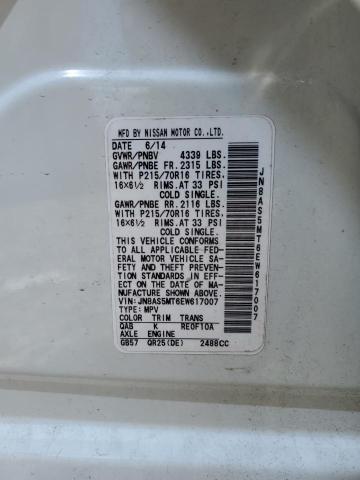 MFD BY NISSAN MOTOR CO.,LTD.
DATE 6/14
GVWR/PNBV 4339 LBS.
GAWR/PNBE FR. 2315 LBS.
WITH P215/70R16 TIRES,
16x6½ RIMS.AT 33 PSI
COLD SINGLE.
GAWR/PNBE RR. 2116 LBS.
WITH P215/70R16 TIRES,
16x6½ RIMS.AT 33 PSI
COLD SINGLE.
THIS VEHICLE CONFORMS
TO ALL APPLICABLE FED-
ERAL MOTOR VEHICLE SA-
FETY AND THEFT PREVEN-
TION STANDARDS IN EFF-
ECT ON THE DATE OF MA-
NUFACTURE SHOWN ABOVE.
VIN:JN8AS5MT6EW617007
TYPE: MPV
COLOR TRIM TRANS
QAB K RE0F10A
AXLE ENGINE
GB57 QR25(DE) 2488CC
JN8AS5MT6EW617007